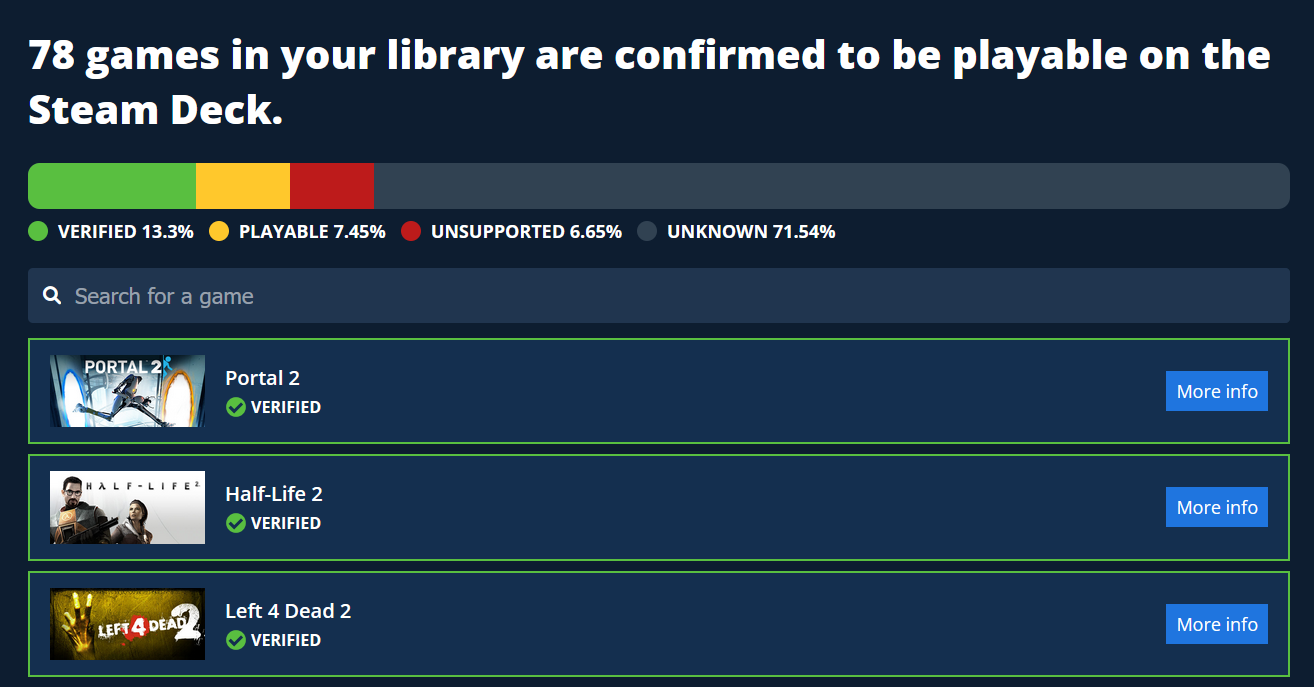 78 games in your library are confirmed to be playable on the
Steam Deck.
VERIFIED 13.3% PLAYABLE 7.45% UNSUPPORTED 6.65% UNKNOWN 71.54%
Search for a game
PORTAL 2
Portal 2
VERIFIED
More info
HALF-LIFE 2
Half-Life 2
VERIFIED
More info
LEFT 4 DEAD 2
Left 4 Dead 2
VERIFIED
More info